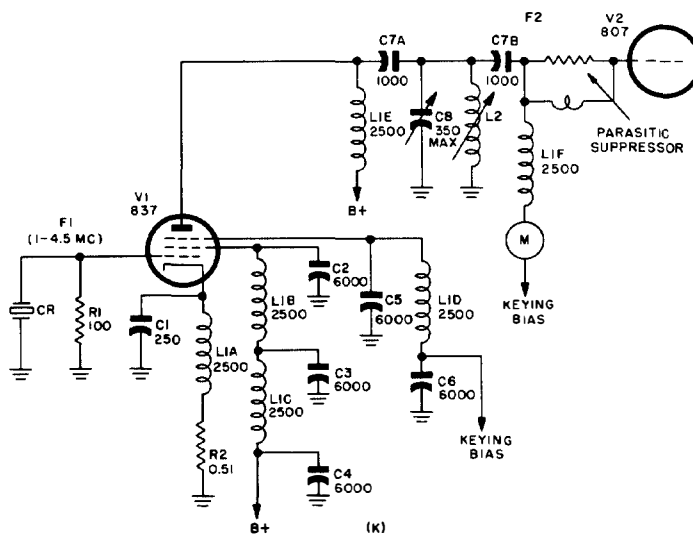 F2
V2
807
C7A
1000
C7B
1000
L1E
2500
C8
350
MAX
L2
PARASITIC
SUPPRESSOR
L1F
2500
B+
M
KEYING
BIAS
V1
837
F1
(1-4.5 MC)
CR
R1
100
C1
250
L1A
2500
R2
0.51
L1B
2500
C2
6000
L1C
2500
C3
6000
C4
6000
B+
C5
6000
L1D
2500
C6
6000
KEYING
BIAS
(K)